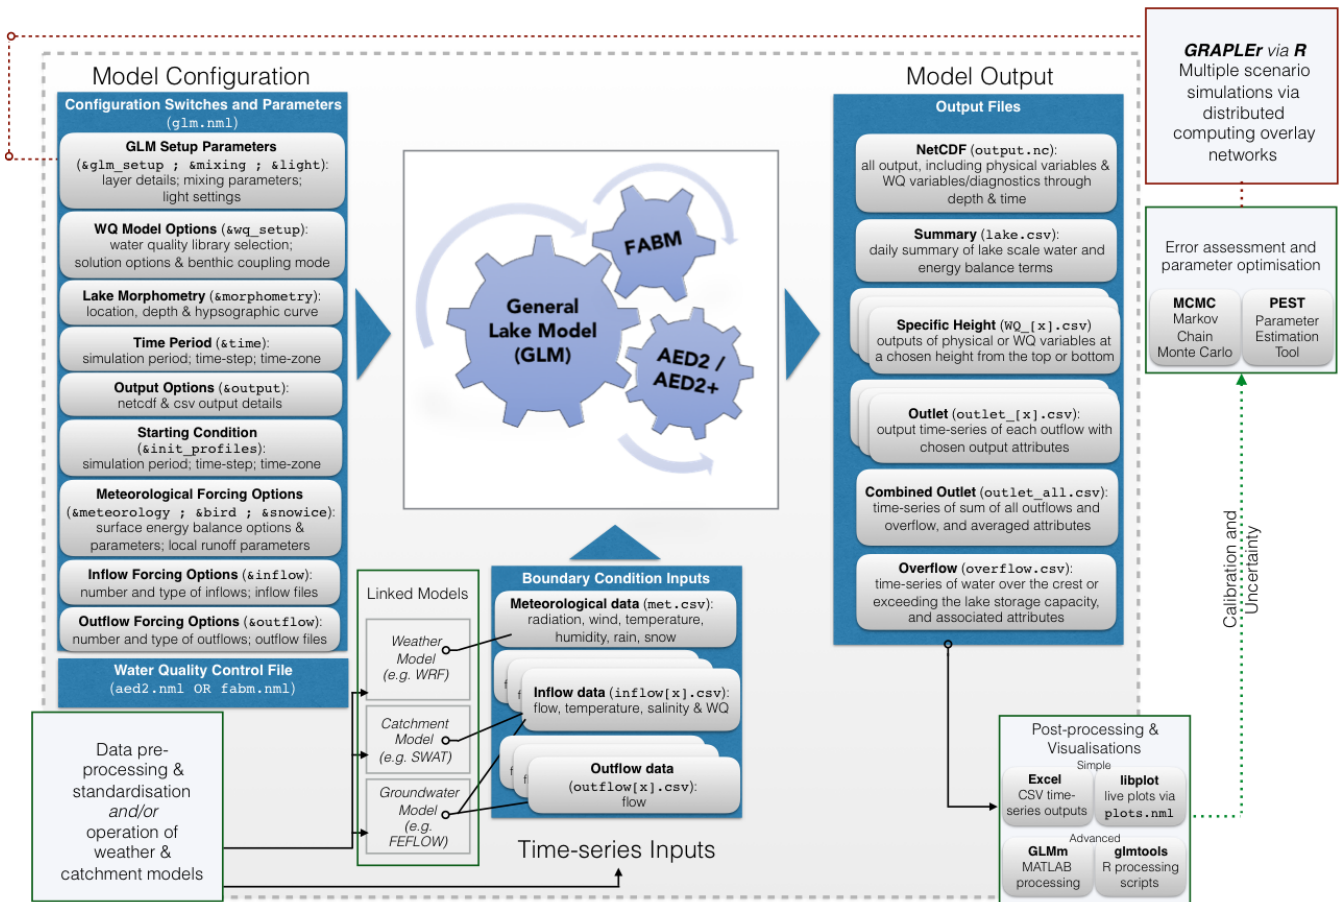 Model Configuration
Configuration Switches and Parameters
(glm.nml)
GLM Setup Parameters
(&glm_setup ; &mixing ; &light):
layer details; mixing parameters;
light settings
WQ Model Options (&wq_setup):
water quality library selection;
solution options & benthic coupling mode
Lake Morphometry (&morphometry):
location, depth & hypsographic curve
Time Period (&time):
simulation period; time-step; time-zone
Output Options (&output):
netcdf & csv output details
Starting Condition
(&init_profiles):
simulation period; time-step; time-zone
Meteorological Forcing Options
(&meteorology ; &bird ; &snowice):
surface energy balance options &
parameters; local runoff parameters
Inflow Forcing Options (&inflow):
number and type of inflows; inflow files
Outflow Forcing Options (&outflow):
number and type of outflows; outflow files
Water Quality Control File
(aed2.nml OR fabm.nml)
Data pre-
processing &
standardisation
and/or
operation of
weather &
catchment models
General
Lake Model
(GLM)
FABM
AED2 /
AED2+
Linked Models
Weather
Model
(e.g. WRF)
Catchment
Model
(e.g. SWAT)
Groundwater
Model
(e.g.
FEFLOW)
Boundary Condition Inputs
Meteorological data (met.csv):
radiation, wind, temperature,
humidity, rain, snow
f
f
Inflow data (inflow[x].csv):
flow, temperature, salinity & WQ
f
f
Outflow data
(outflow[x].csv):
flow
Time-series Inputs
Model Output
Output Files
NetCDF (output.nc):
all output, including physical variables &
WQ variables/diagnostics through
depth & time
Summary (lake.csv):
daily summary of lake scale water and
energy balance terms
Specific Height (WQ_[x].csv):
outputs of physical or WQ variables at
a chosen height from the top or bottom
Outlet (outlet_[x].csv):
output time-series of each outflow with
chosen output attributes
Combined Outlet (outlet_all.csv):
time-series of sum of all outflows and
overflow, and averaged attributes
Overflow (overflow.csv):
time-series of water over the crest or
exceeding the lake storage capacity,
and associated attributes
GRAPLEr via R
Multiple scenario
simulations via
distributed
computing overlay
networks
Error assessment and
parameter optimisation
MCMC
Markov
Chain
Monte Carlo
PEST
Parameter
Estimation
Tool
Calibration and
Uncertainty
Post-processing &
Visualisations
Simple
Excel
CSV time-
series outputs
libplot
live plots via
plots.nml
Advanced
GLMm
MATLAB
processing
glmtools
R processing
scripts